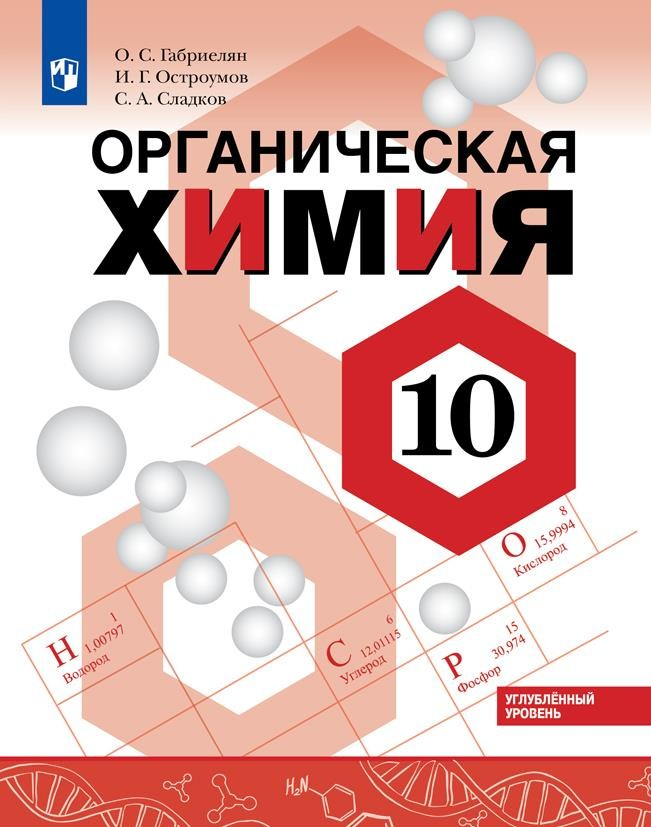 ИП
О. С. Габриелян
И. Г. Остроумов
С. А. Сладков
ОРГАНИЧЕСКАЯ
ХИМИЯ
10
8
О 15,9994
Кислород
1
Н 1,00797
Водород
6
С 12,01115
Углерод
15
Р 30,974
Фосфор
УГЛУБЛЁННЫЙ
УРОВЕНЬ
H₂N